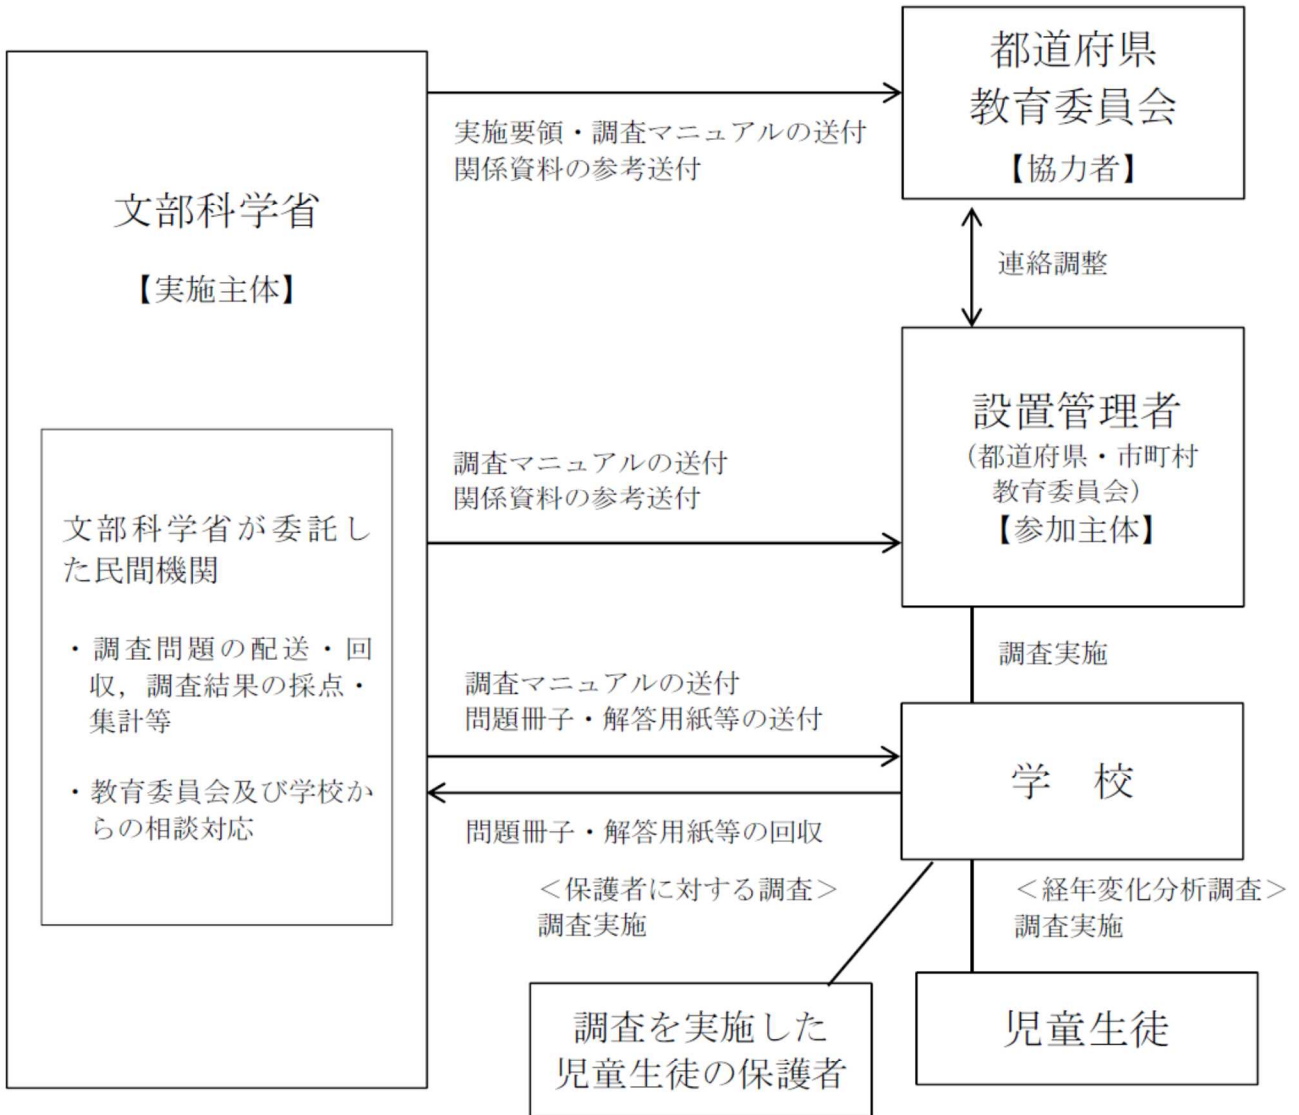 文部科学省
【実施主体】
文部科学省が委託し
た民間機関
・調査問題の配送・回
収，調査結果の採点・
集計等
・教育委員会及び学校か
らの相談対応
実施要領・調査マニュアルの送付
関係資料の参考送付
都道府県
教育委員会
【協力者】
連絡調整
調査マニュアルの送付
関係資料の参考送付
設置管理者
（都道府県・市町村
教育委員会）
【参加主体】
調査実施
調査マニュアルの送付
問題冊子・解答用紙等の送付
学　校
問題冊子・解答用紙等の回収
＜保護者に対する調査＞
調査実施
＜経年変化分析調査＞
調査実施
調査を実施した
児童生徒の保護者
児童生徒